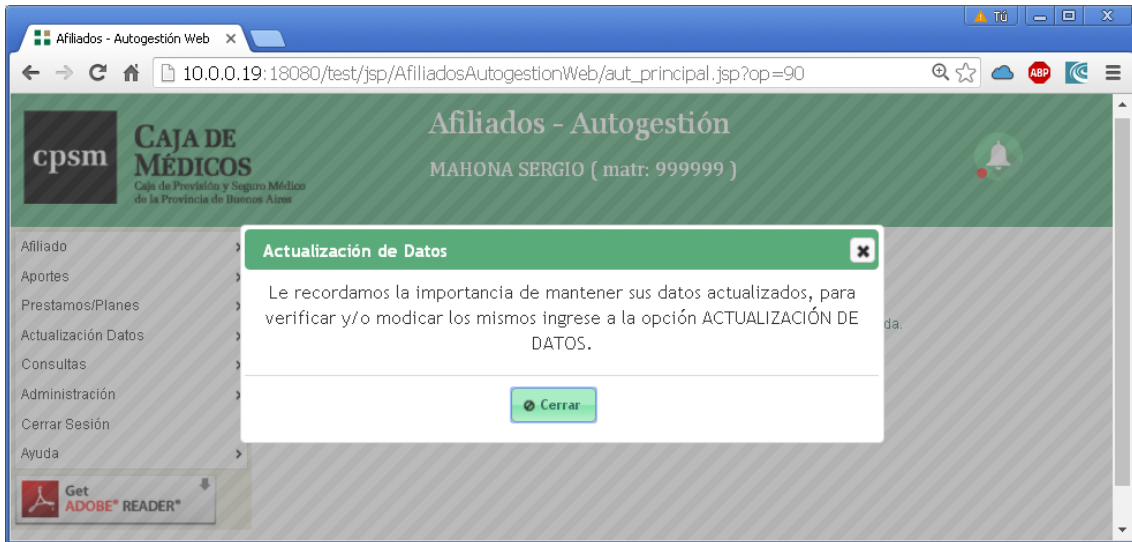 Tú
Afiliados - Autogestión Web
10.0.0.19:18080/test/jsp/AfiliadosAutogestionWeb/aut_principal.jsp?op=90
ABP
cpsm
CAJA DE
MÉDICOS
Caja de Previsión y Seguro Médico
de la Provincia de Buenos Aires
Afiliados - Autogestión
MAHONA SERGIO ( matr: 999999 )
Afiliado
Aportes
Prestamos/Planes
Actualización Datos
Consultas
Administración
Cerrar Sesión
Ayuda
Get
ADOBE® READER®
Actualización de Datos
Le recordamos la importancia de mantener sus datos actualizados, para
verificar y/o modicar los mismos ingrese a la opción ACTUALIZACIÓN DE
DATOS.
da.
Cerrar